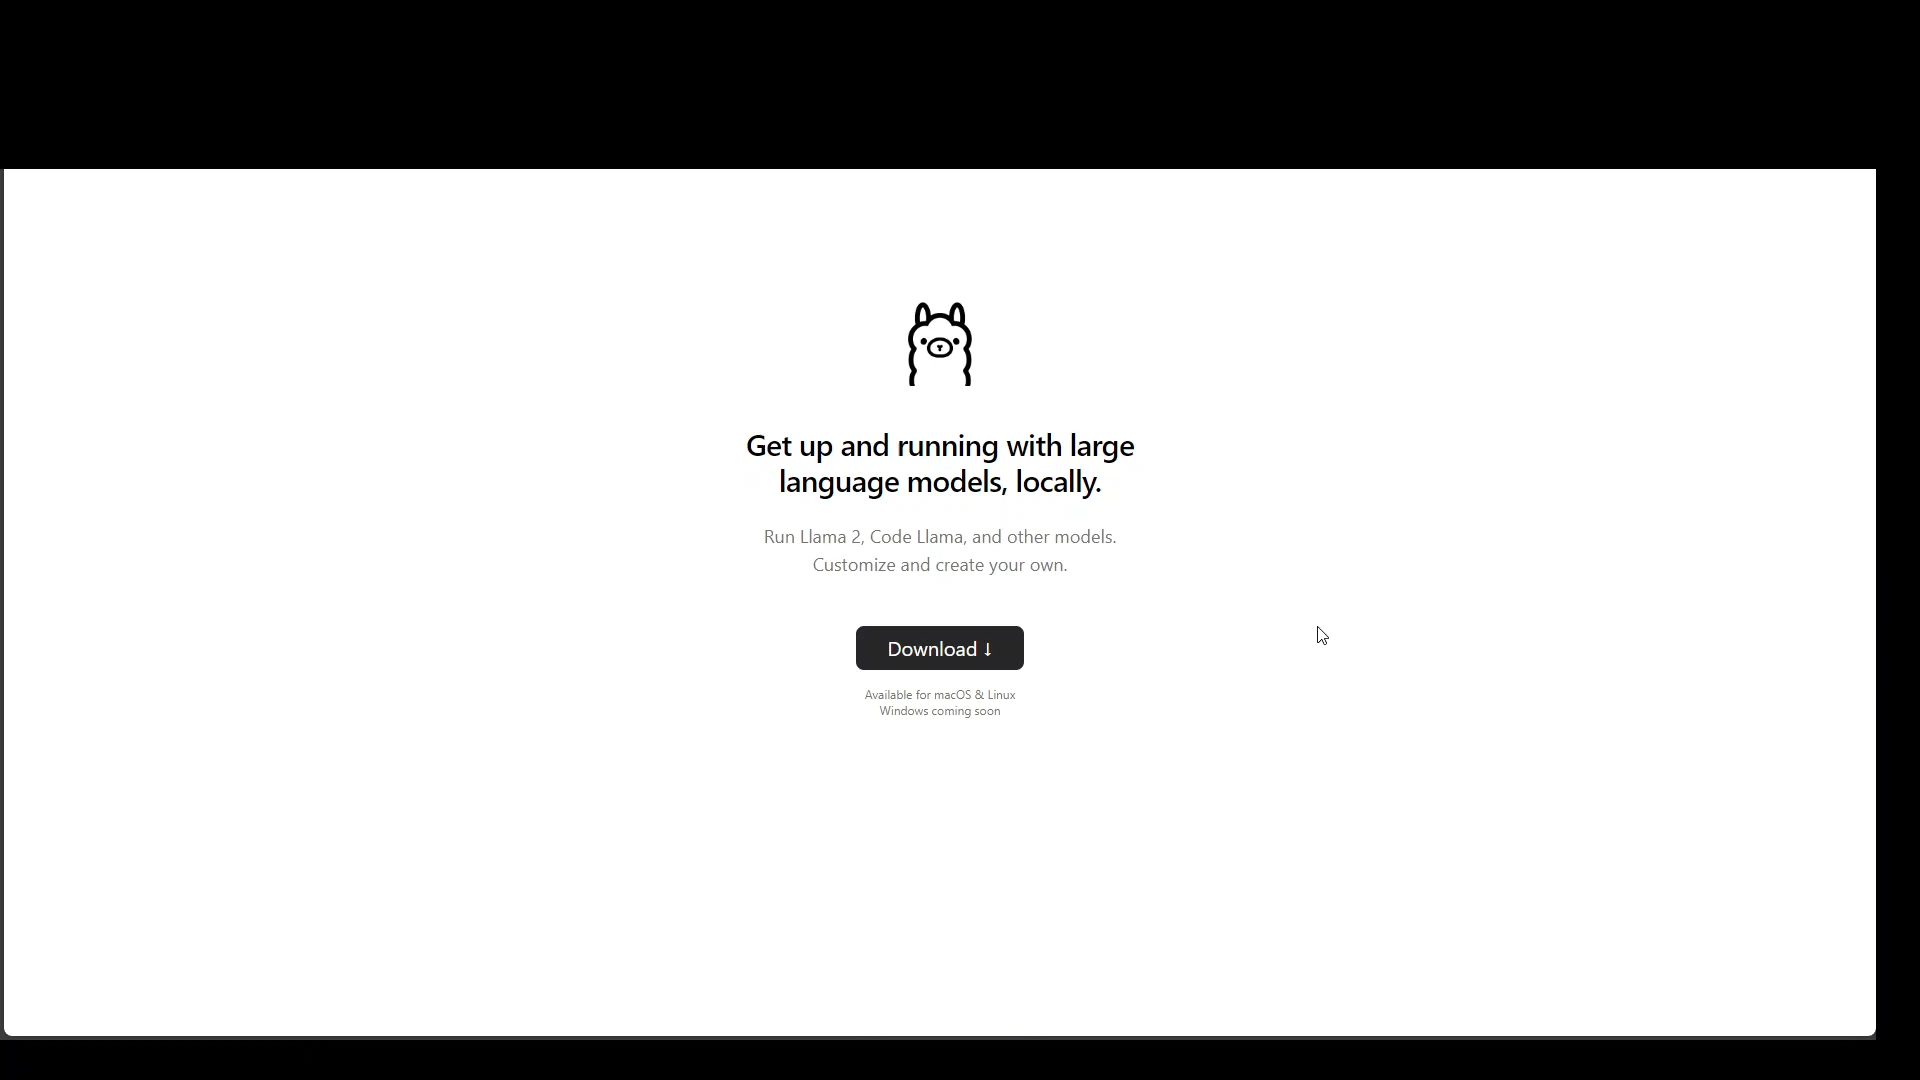 Get up and running with large
language models, locally.
Run Llama 2, Code Llama, and other models.
Customize and create your own.
Download ↓
Available for macOS & Linux
Windows coming soon